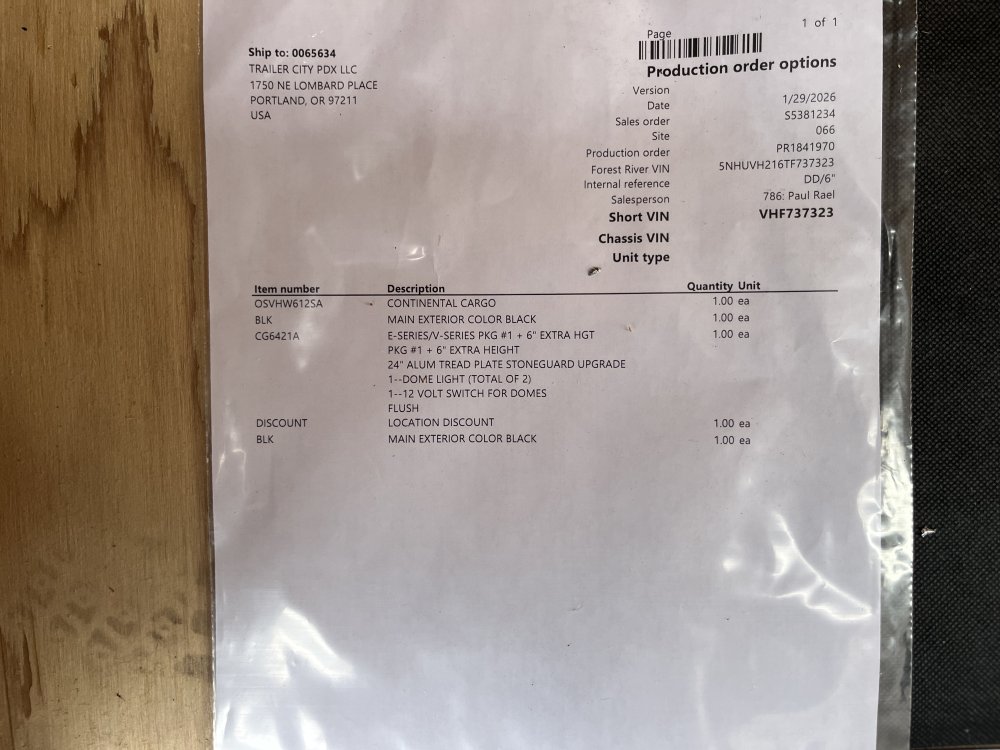 Page 1 of 1
Production order options
Ship to: 0065634
TRAILER CITY PDX LLC
1750 NE LOMBARD PLACE
PORTLAND, OR 97211
USA
Version
Date 1/29/2026
Sales order S5381234
Site 066
Production order PR1841970
Forest River VIN 5NHUVH216TF737323
Internal reference DD/6"
Salesperson 786: Paul Rael
Short VIN VHF737323
Chassis VIN
Unit type
Item number Description Quantity Unit
OSVHW612SA CONTINENTAL CARGO 1.00 ea
BLK MAIN EXTERIOR COLOR BLACK 1.00 ea
CG6421A E-SERIES/V-SERIES PKG #1 + 6" EXTRA HGT 1.00 ea
PKG #1 + 6" EXTRA HEIGHT
24" ALUM TREAD PLATE STONEGUARD UPGRADE
1--DOME LIGHT (TOTAL OF 2)
1--12 VOLT SWITCH FOR DOMES
FLUSH
DISCOUNT LOCATION DISCOUNT 1.00 ea
BLK MAIN EXTERIOR COLOR BLACK 1.00 ea